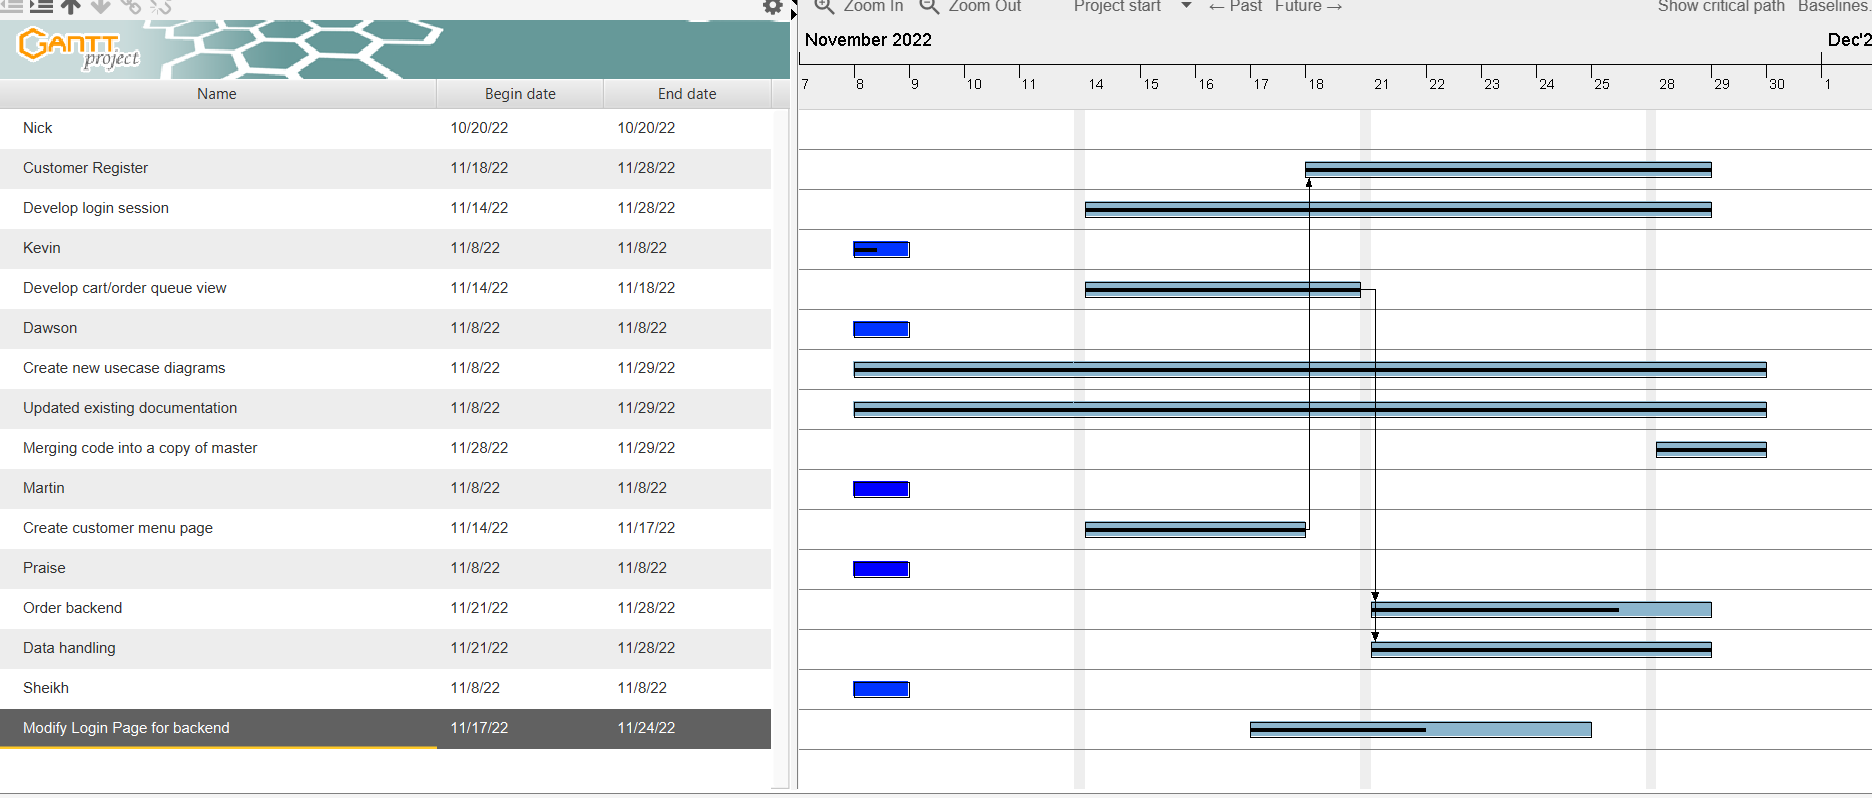 Zoom In Zoom Out Project start ← Past Future → Show critical path Baselines.
GANTT
project
November 2022 Dec'2
Name Begin date End date 7 8 9 10 11 14 15 16 17 18 21 22 23 24 25 28 29 30 1
Nick 10/20/22 10/20/22
Customer Register 11/18/22 11/28/22
Develop login session 11/14/22 11/28/22
Kevin 11/8/22 11/8/22
Develop cart/order queue view 11/14/22 11/18/22
Dawson 11/8/22 11/8/22
Create new usecase diagrams 11/8/22 11/29/22
Updated existing documentation 11/8/22 11/29/22
Merging code into a copy of master 11/28/22 11/29/22
Martin 11/8/22 11/8/22
Create customer menu page 11/14/22 11/17/22
Praise 11/8/22 11/8/22
Order backend 11/21/22 11/28/22
Data handling 11/21/22 11/28/22
Sheikh 11/8/22 11/8/22
Modify Login Page for backend 11/17/22 11/24/22